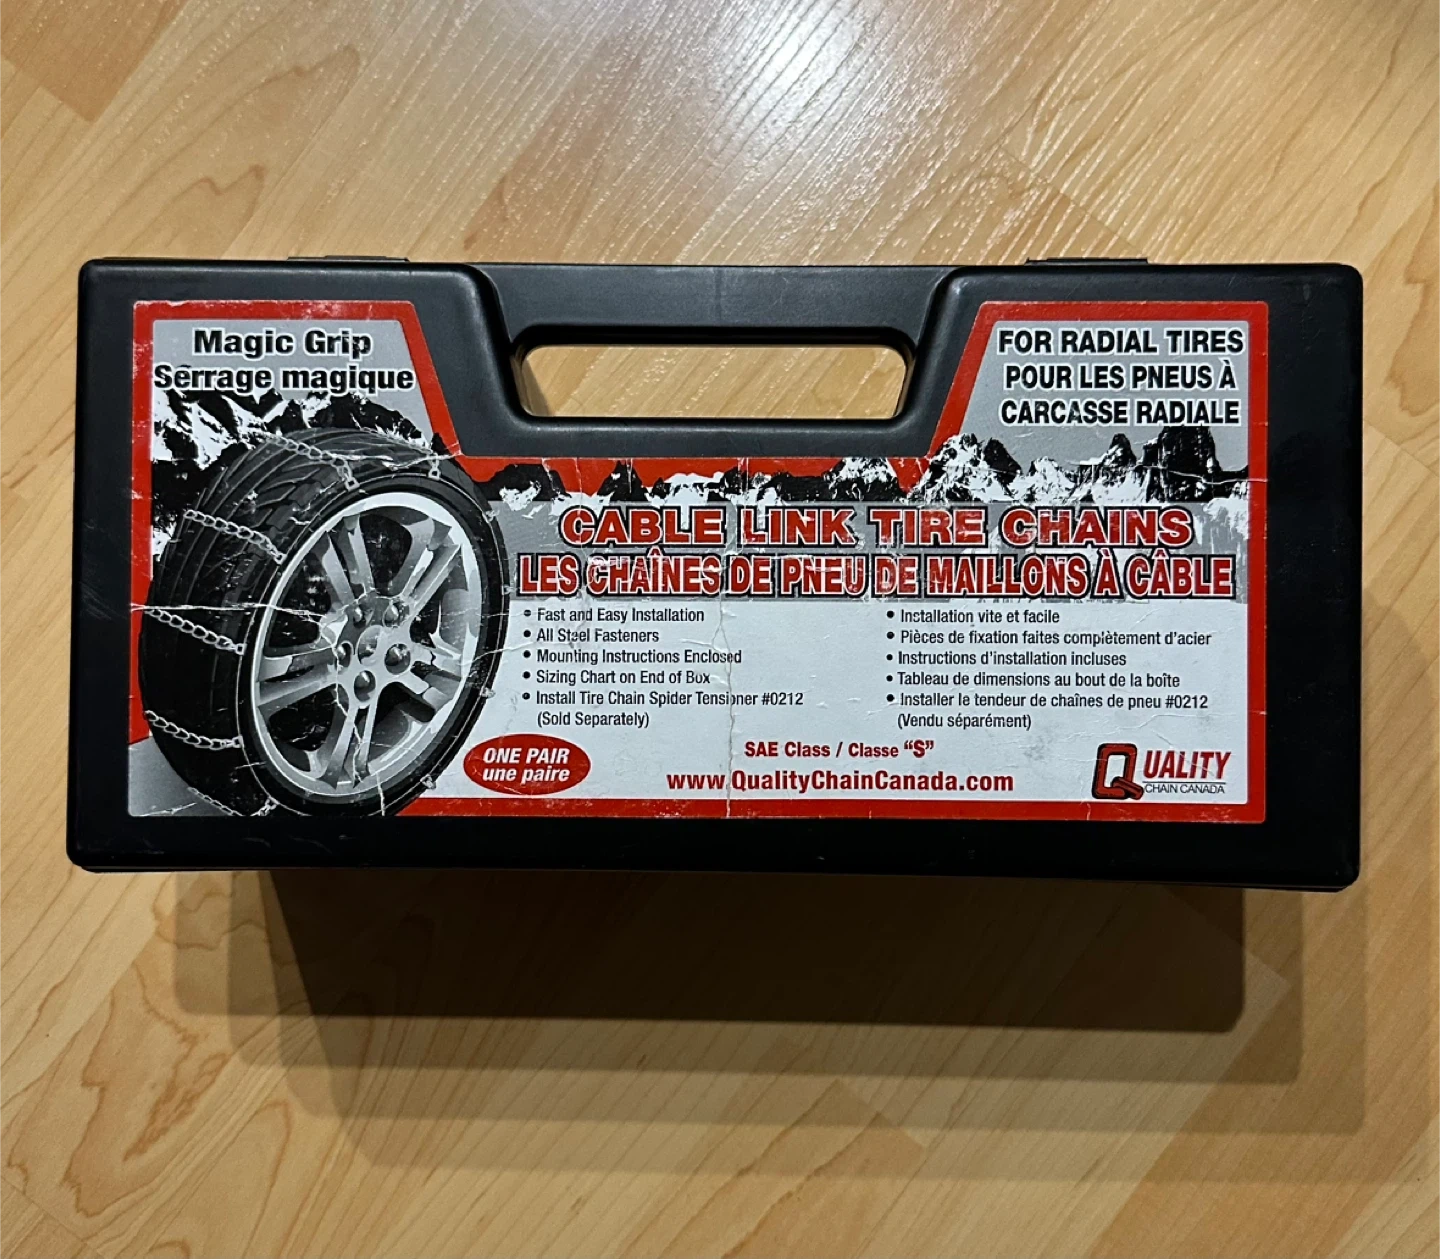 Magic Grip
Serrage magique
FOR RADIAL TIRES
POUR LES PNEUS À
CARCASSE RADIALE
CABLE LINK TIRE CHAINS
LES CHAÎNES DE PNEU DE MAILLONS À CÂBLE
• Fast and Easy Installation
• All Steel Fasteners
• Mounting Instructions Enclosed
• Sizing Chart on End of Box
• Install Tire Chain Spider Tensioner #0212
(Sold Separately)
• Installation vite et facile
• Pièces de fixation faites complètement d'acier
• Instructions d'installation incluses
• Tableau de dimensions au bout de la boîte
• Installer le tendeur de chaînes de pneu #0212
(Vendu séparément)
ONE PAIR
une paire
SAE Class / Classe "S"
www.QualityChainCanada.com
QUALITY
CHAIN CANADA